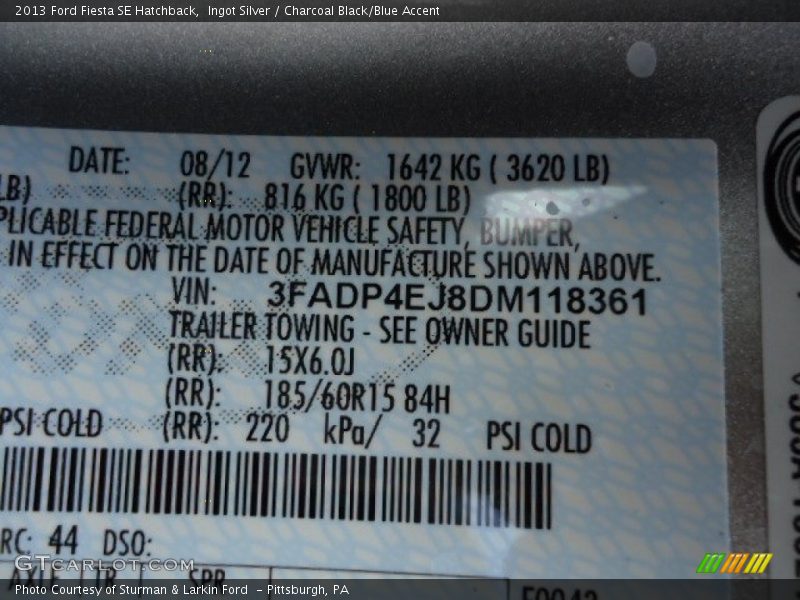 2013 Ford Fiesta SE Hatchback,  Ingot Silver / Charcoal Black/Blue Accent
DATE: 08/12 GVWR: 1642 KG ( 3620 LB)
LB) (RR): 816 KG ( 1800 LB)
PLICABLE FEDERAL MOTOR VEHICLE SAFETY, BUMPER,
IN EFFECT ON THE DATE OF MANUFACTURE SHOWN ABOVE.
VIN: 3FADP4EJ8DM118361
TRAILER TOWING - SEE OWNER GUIDE
(RR): 15X6.0J
(RR): 185/60R15 84H
PSI COLD (RR): 220 kPa/ 32 PSI COLD
RC: 44 DSO:
GTCarLot.com
AXLE TR SPR
Photo Courtesy of Sturman & Larkin Ford  - Pittsburgh, PA